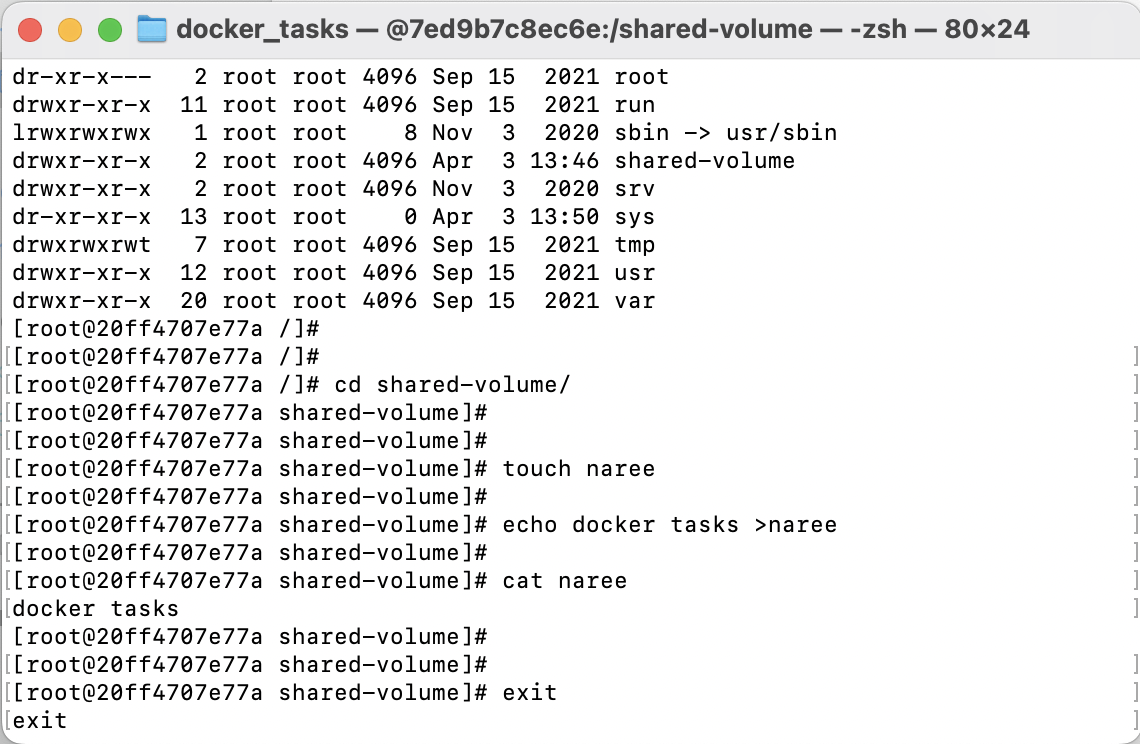 docker_tasks — @7ed9b7c8ec6e:/shared-volume — -zsh — 80×24
dr-xr-x---   2 root root 4096 Sep 15  2021 root
drwxr-xr-x  11 root root 4096 Sep 15  2021 run
lrwxrwxrwx   1 root root    8 Nov  3  2020 sbin -> usr/sbin
drwxr-xr-x   2 root root 4096 Apr  3 13:46 shared-volume
drwxr-xr-x   2 root root 4096 Nov  3  2020 srv
dr-xr-xr-x  13 root root    0 Apr  3 13:50 sys
drwxrwxrwt   7 root root 4096 Sep 15  2021 tmp
drwxr-xr-x  12 root root 4096 Sep 15  2021 usr
drwxr-xr-x  20 root root 4096 Sep 15  2021 var
[root@20ff4707e77a /]#
[[root@20ff4707e77a /]# ]
[[root@20ff4707e77a /]# cd shared-volume/ ]
[[root@20ff4707e77a shared-volume]# ]
[[root@20ff4707e77a shared-volume]# ]
[[root@20ff4707e77a shared-volume]# touch naree ]
[[root@20ff4707e77a shared-volume]# ]
[[root@20ff4707e77a shared-volume]# echo docker tasks >naree ]
[[root@20ff4707e77a shared-volume]# ]
[[root@20ff4707e77a shared-volume]# cat naree ]
[docker tasks ]
[root@20ff4707e77a shared-volume]#
[[root@20ff4707e77a shared-volume]# ]
[[root@20ff4707e77a shared-volume]# exit ]
[exit ]